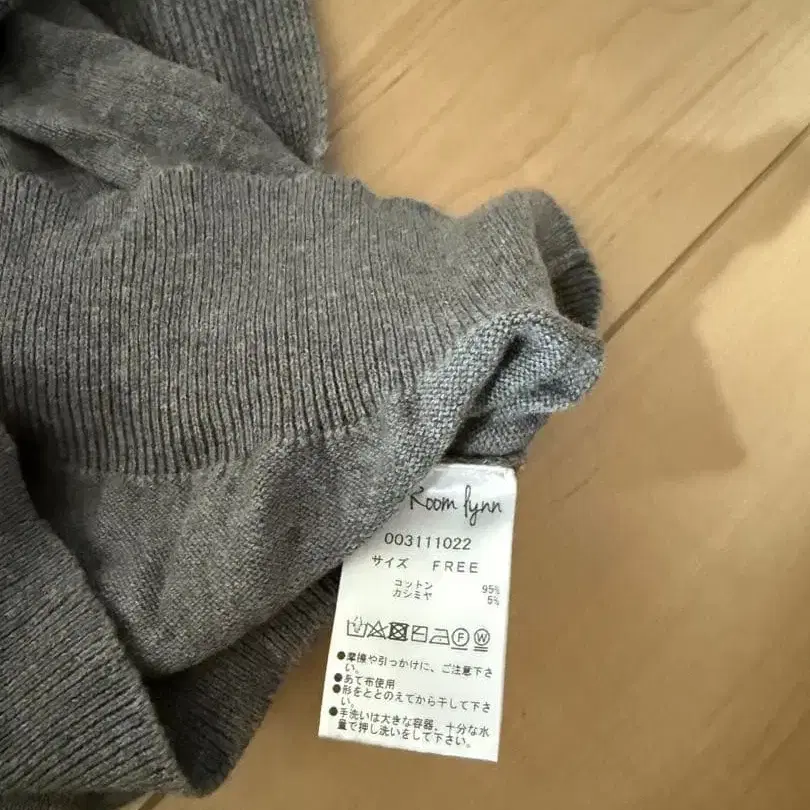 Room lynn
003111022
サイズ FREE
コットン 95%
カシミヤ 5%
F W
●摩擦や引っかけに、ご注意下さ
い。
●あて布使用
●形をととのえてから干して下さ
い。
●手洗いは大きな容器、十分な水
量で押し洗いをして下さい。